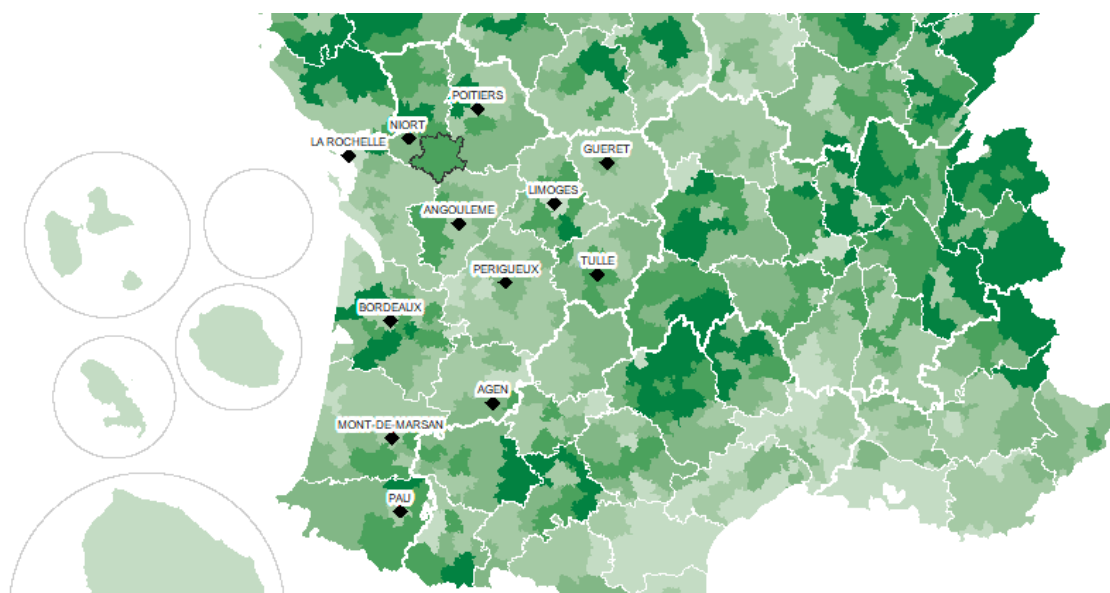 POITIERS
NIORT
LA ROCHELLE
GUERET
LIMOGES
ANGOULEME
TULLE
PERIGUEUX
BORDEAUX
AGEN
MONT-DE-MARSAN
PAU